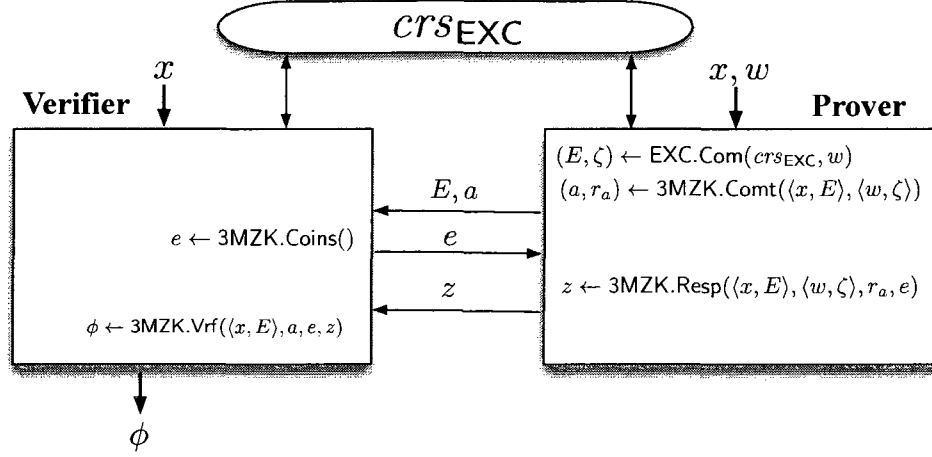 crs_EXC
x
x, w
Verifier
Prover
(E, ζ) ← EXC.Com(crs_EXC, w)
(a, r_a) ← 3MZK.Comt(⟨x, E⟩, ⟨w, ζ⟩)
E, a
e ← 3MZK.Coins()
e
z
z ← 3MZK.Resp(⟨x, E⟩, ⟨w, ζ⟩, r_a, e)
ϕ ← 3MZK.Vrf(⟨x, E⟩, a, e, z)
ϕ